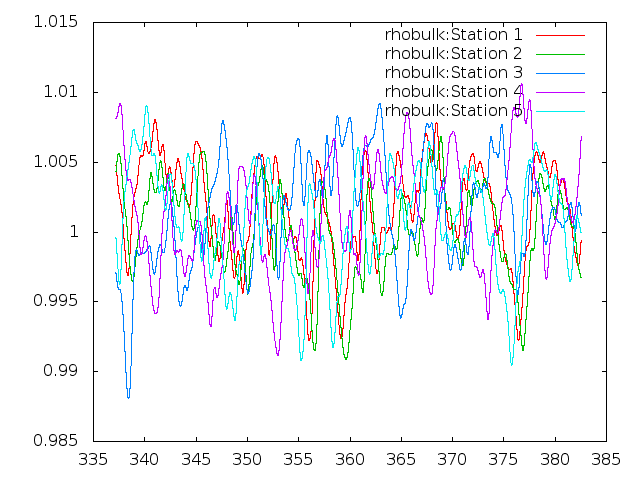 1.015
1.01
1.005
1
0.995
0.99
0.985
335 340 345 350 355 360 365 370 375 380 385
rhobulk:Station 1
rhobulk:Station 2
rhobulk:Station 3
rhobulk:Station 4
rhobulk:Station 5